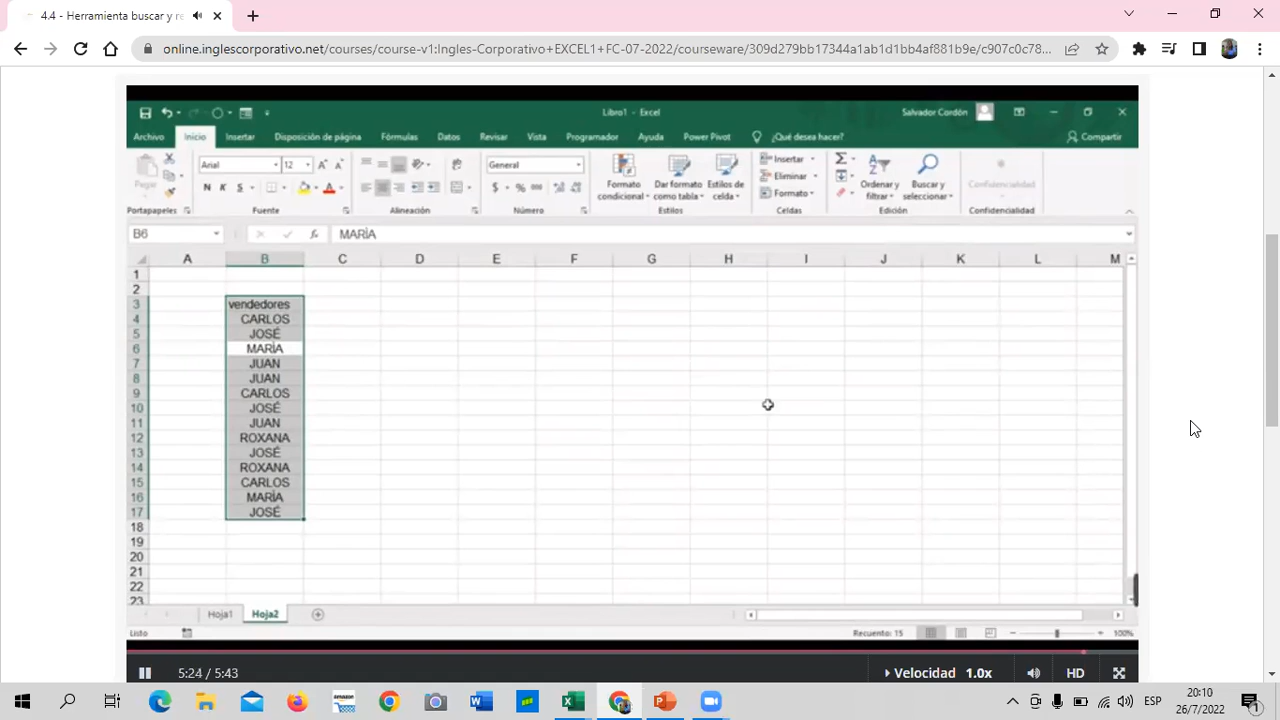 4.4 - Herramienta buscar y re
online.inglescorporativo.net/courses/course-v1:Ingles-Corporativo+EXCEL1+FC-07-2022/courseware/309d279bb17344a1ab1d1bb4af881b9e/c907c0c78...
Libro1 - Excel
Salvador Cordón
Archivo Inicio Insertar Disposición de página Fórmulas Datos Revisar Vista Programador Ayuda Power Pivot ¿Qué desea hacer? Compartir
Pegar
Arial 12
N K S
Portapapeles Fuente Alineación
General
$ % 000
Número
Formato condicional
Dar formato como tabla
Estilos de celda
Estilos
Insertar
Eliminar
Formato
Celdas
Ordenar y filtrar
Buscar y seleccionar
Edición
Confidencialidad
Confidencialidad
B6 fx MARÍA
A B C D E F G H I J K L M
1
2
3 vendedores
4 CARLOS
5 JOSÉ
6 MARÍA
7 JUAN
8 JUAN
9 CARLOS
10 JOSÉ
11 JUAN
12 ROXANA
13 JOSÉ
14 ROXANA
15 CARLOS
16 MARÍA
17 JOSÉ
18
19
20
21
22
23
Hoja1 Hoja2
Listo Recuento: 15 100%
5:24 / 5:43 Velocidad 1.0x HD
ESP
20:10
26/7/2022